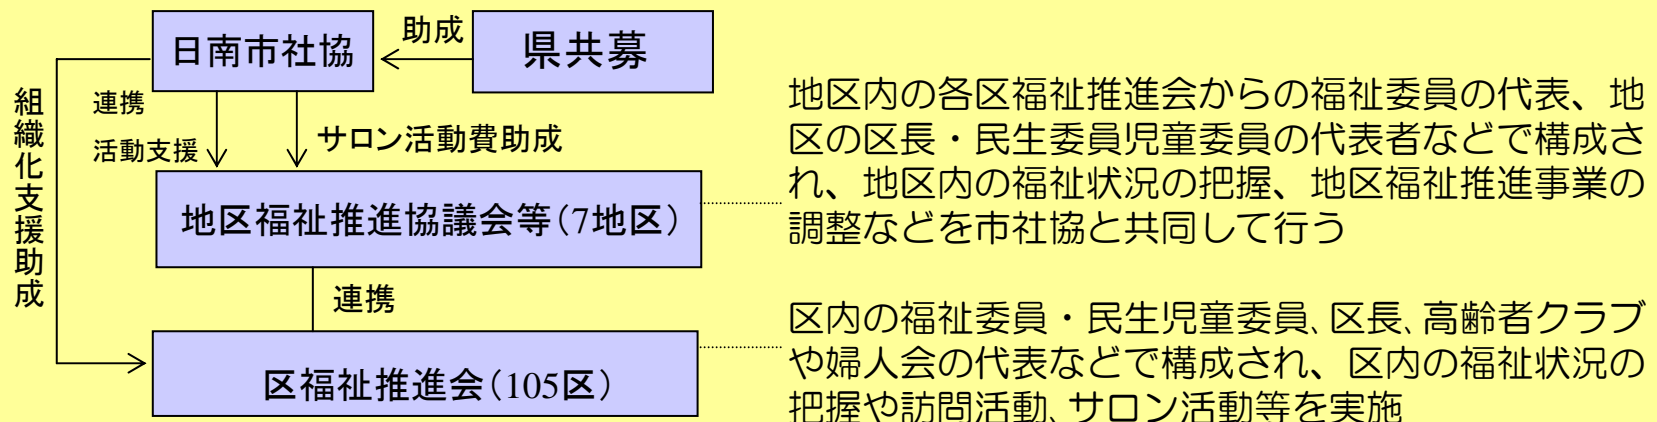 日南市社協
助成
県共募
組織化支援助成
連携
活動支援
サロン活動費助成
地区福祉推進協議会等(7地区)
連携
区福祉推進会(105区)
地区内の各区福祉推進会からの福祉委員の代表、地
区の区長・民生委員児童委員の代表者などで構成さ
れ、地区内の福祉状況の把握、地区福祉推進事業の
調整などを市社協と共同して行う
区内の福祉委員・民生児童委員、区長、高齢者クラブ
や婦人会の代表などで構成され、区内の福祉状況の
把握や訪問活動、サロン活動等を実施